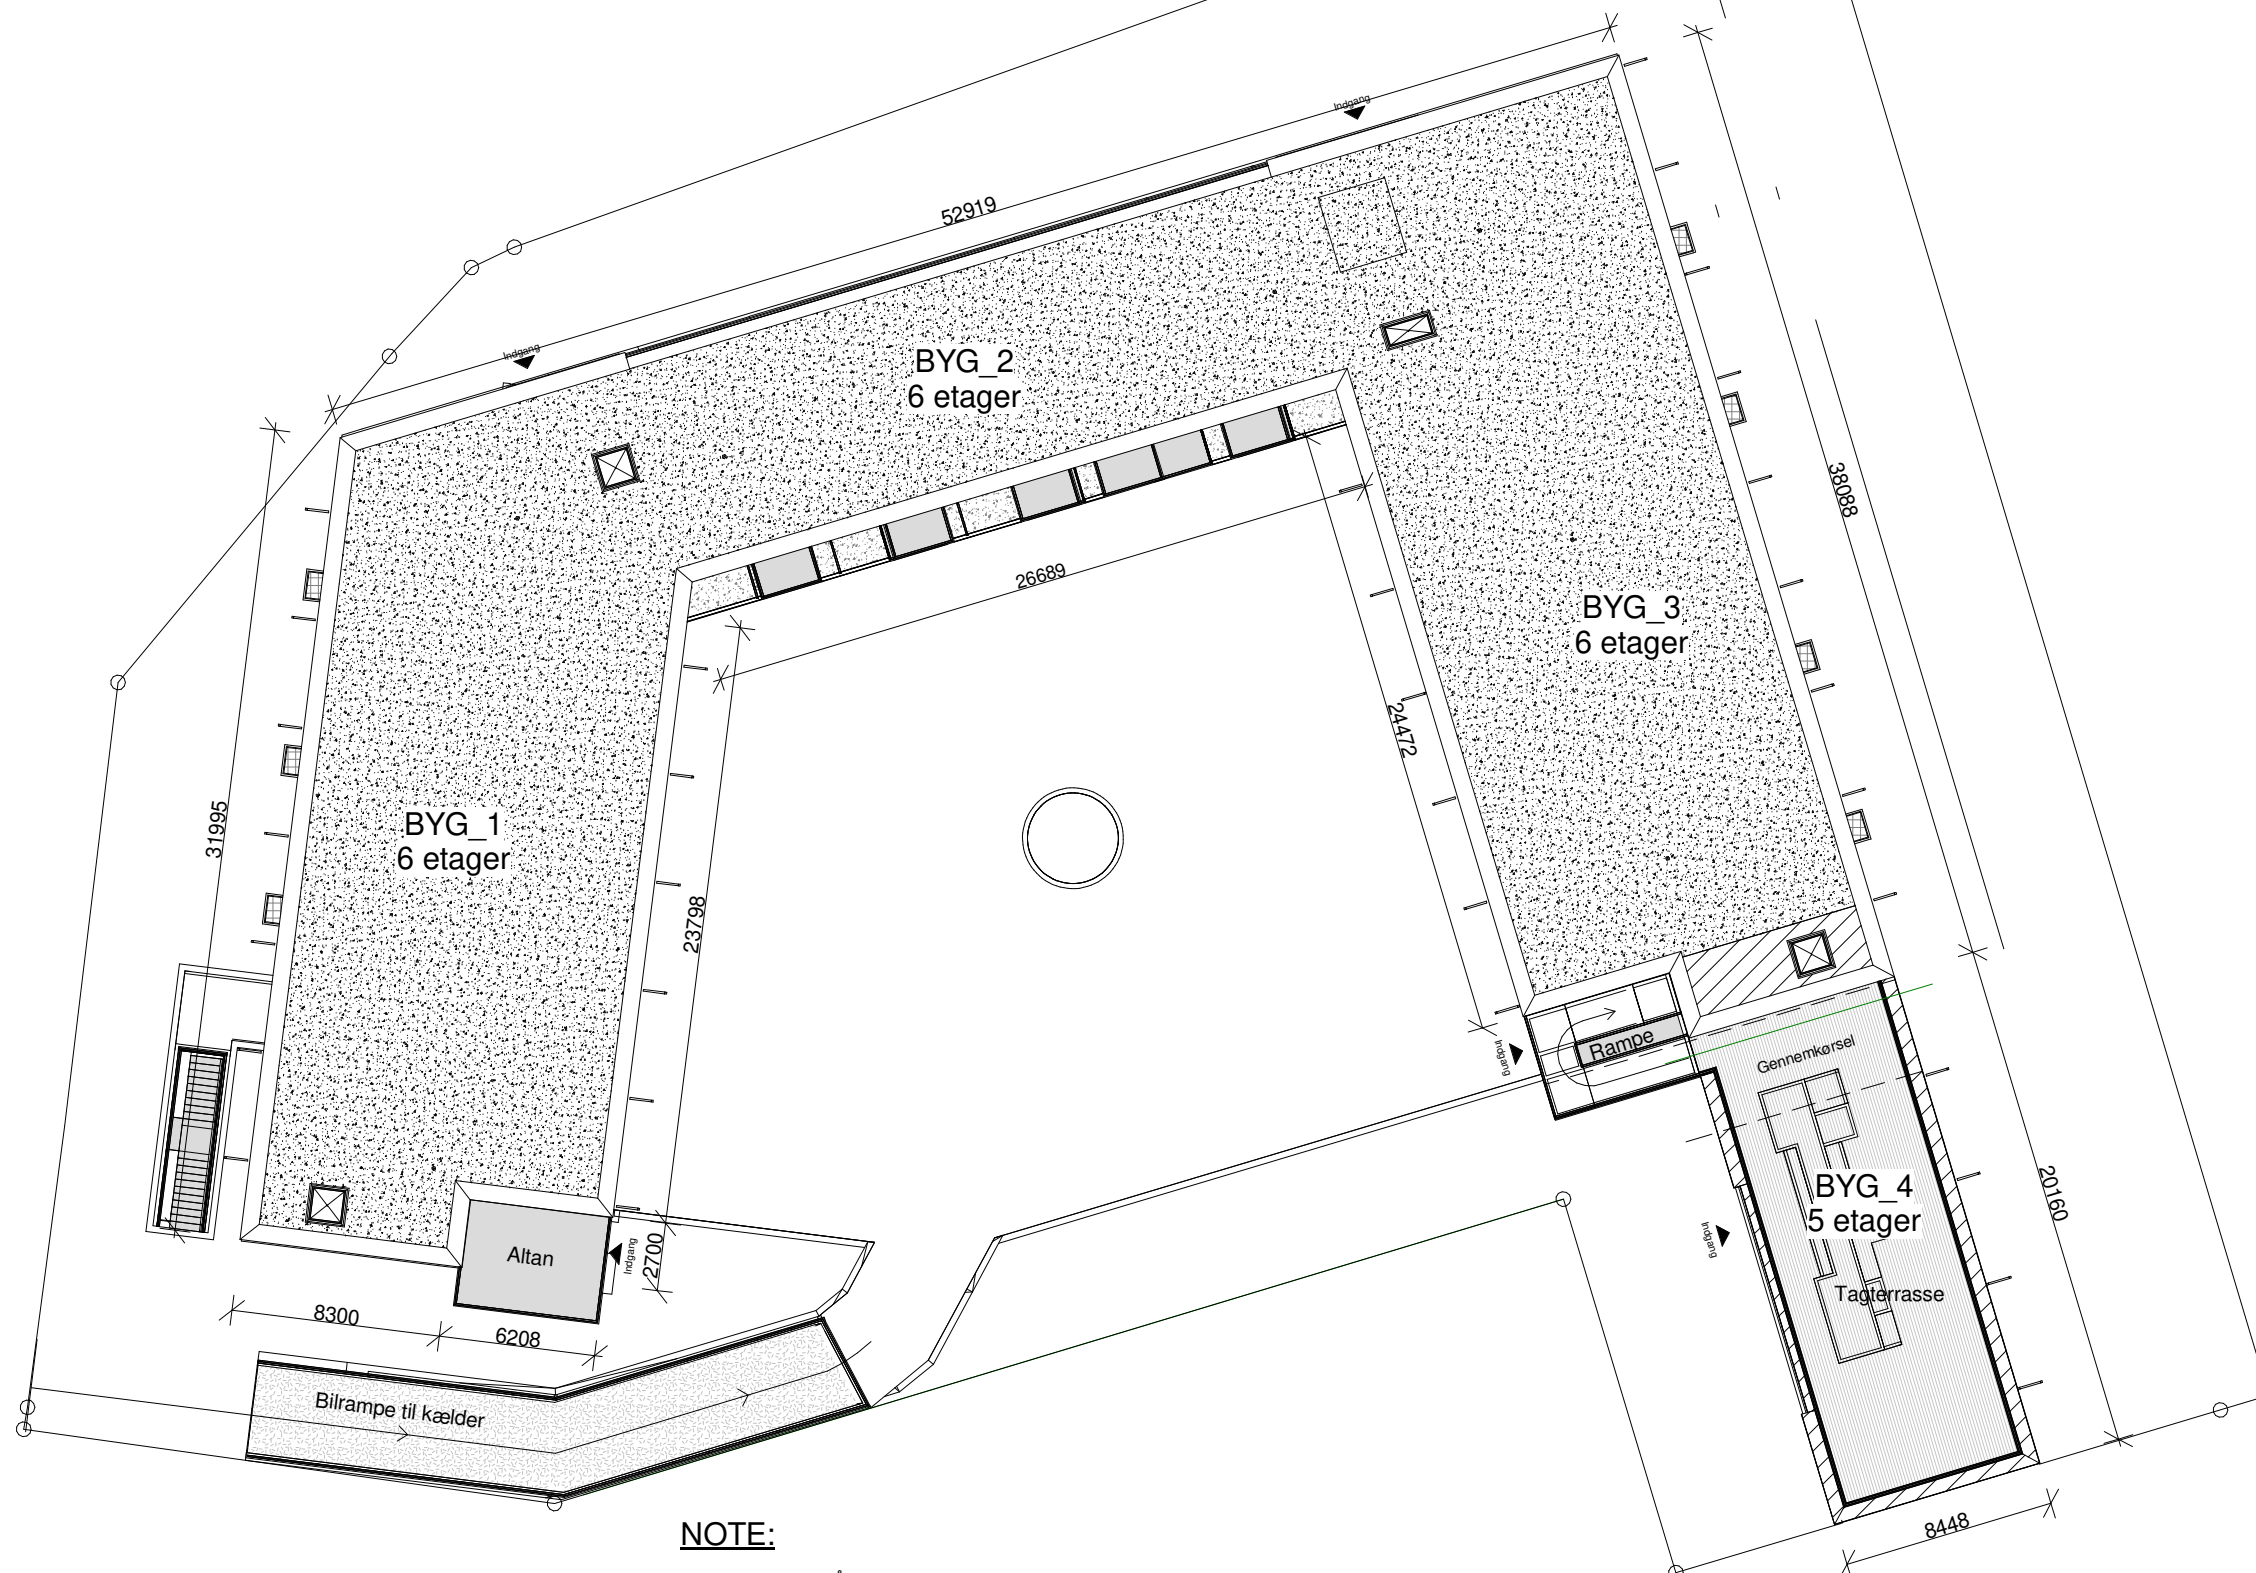 Indgang
52919
Indgang
BYG_2
6 etager
38088
26689
BYG_3
6 etager
24472
31995
BYG_1
6 etager
23798
Indgang
Rampe
Gennemkørsel
BYG_4
5 etager
20160
Indgang
Tagterrasse
Altan
Indgang
2700
8300
6208
Bilrampe til kælder
8448
NOTE: